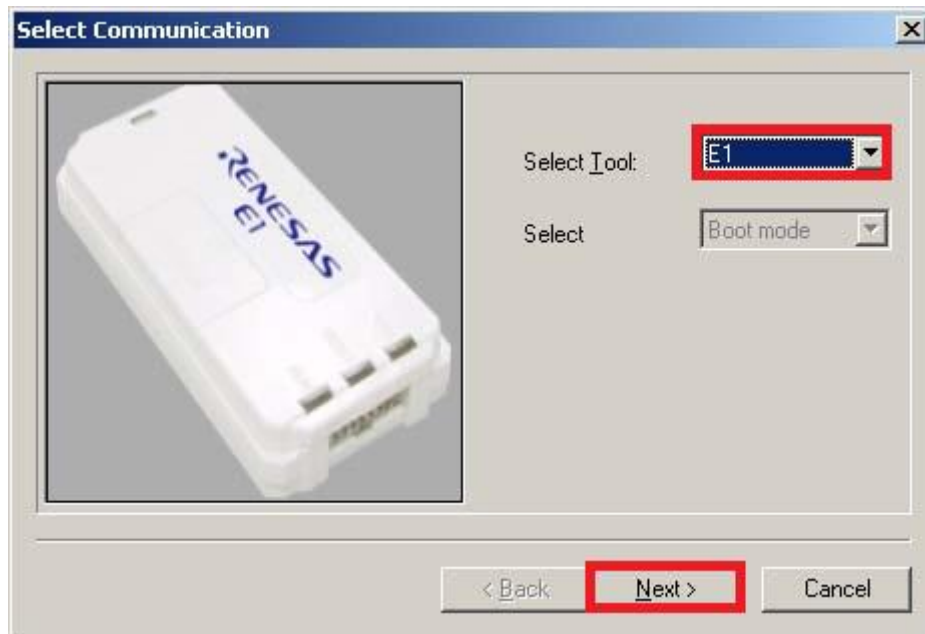 Select Communication
RENESAS
E1
Select Tool:
E1
Select
Boot mode
< Back
Next >
Cancel